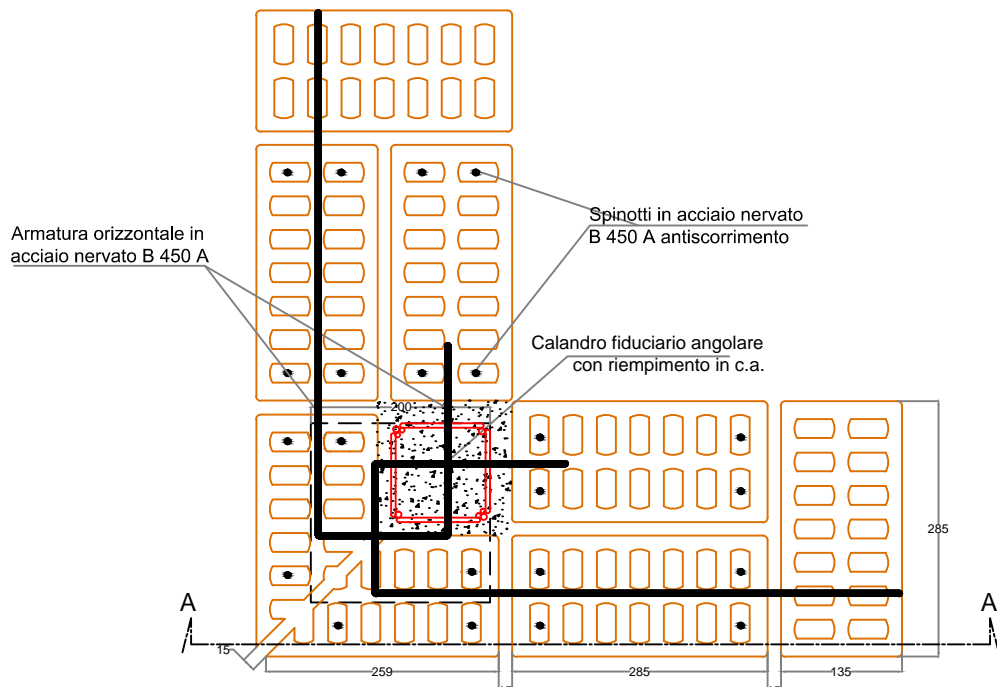 Spinotti in acciaio nervato
B 450 A antiscorrimento
Armatura orizzontale in
acciaio nervato B 450 A
Calandro fiduciario angolare
con riempimento in c.a.
200
285
A
A
15
259
285
135